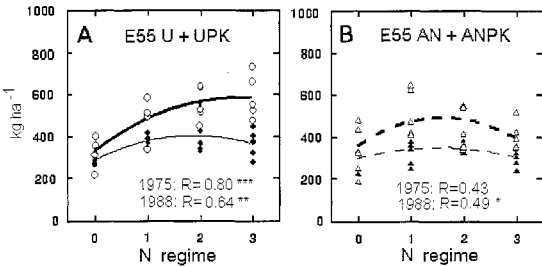 1000
800
600
400
200
0
kg ha-1
A
E55 U + UPK
1975: R= 0.80 ***
1988: R= 0.64 **
0 1 2 3
N regime
1000
800
600
400
200
0
B
E55 AN + ANPK
1975: R=0.43
1988: R=0.49 *
0 1 2 3
N regime